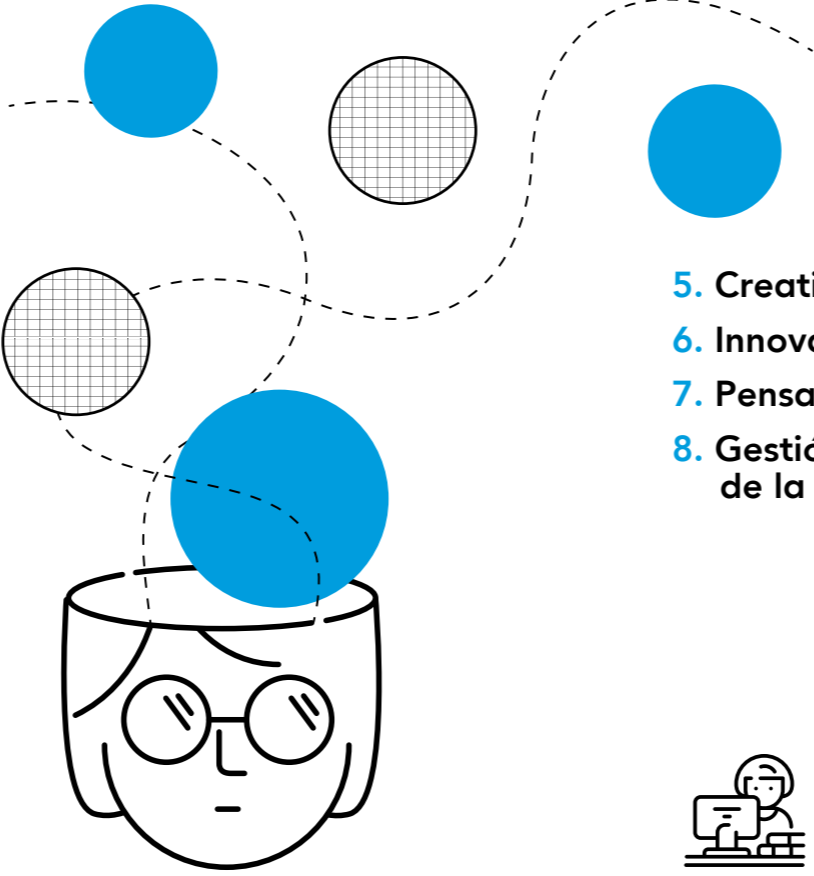 5. Creati
6. Innova
7. Pensa
8. Gestió
de la